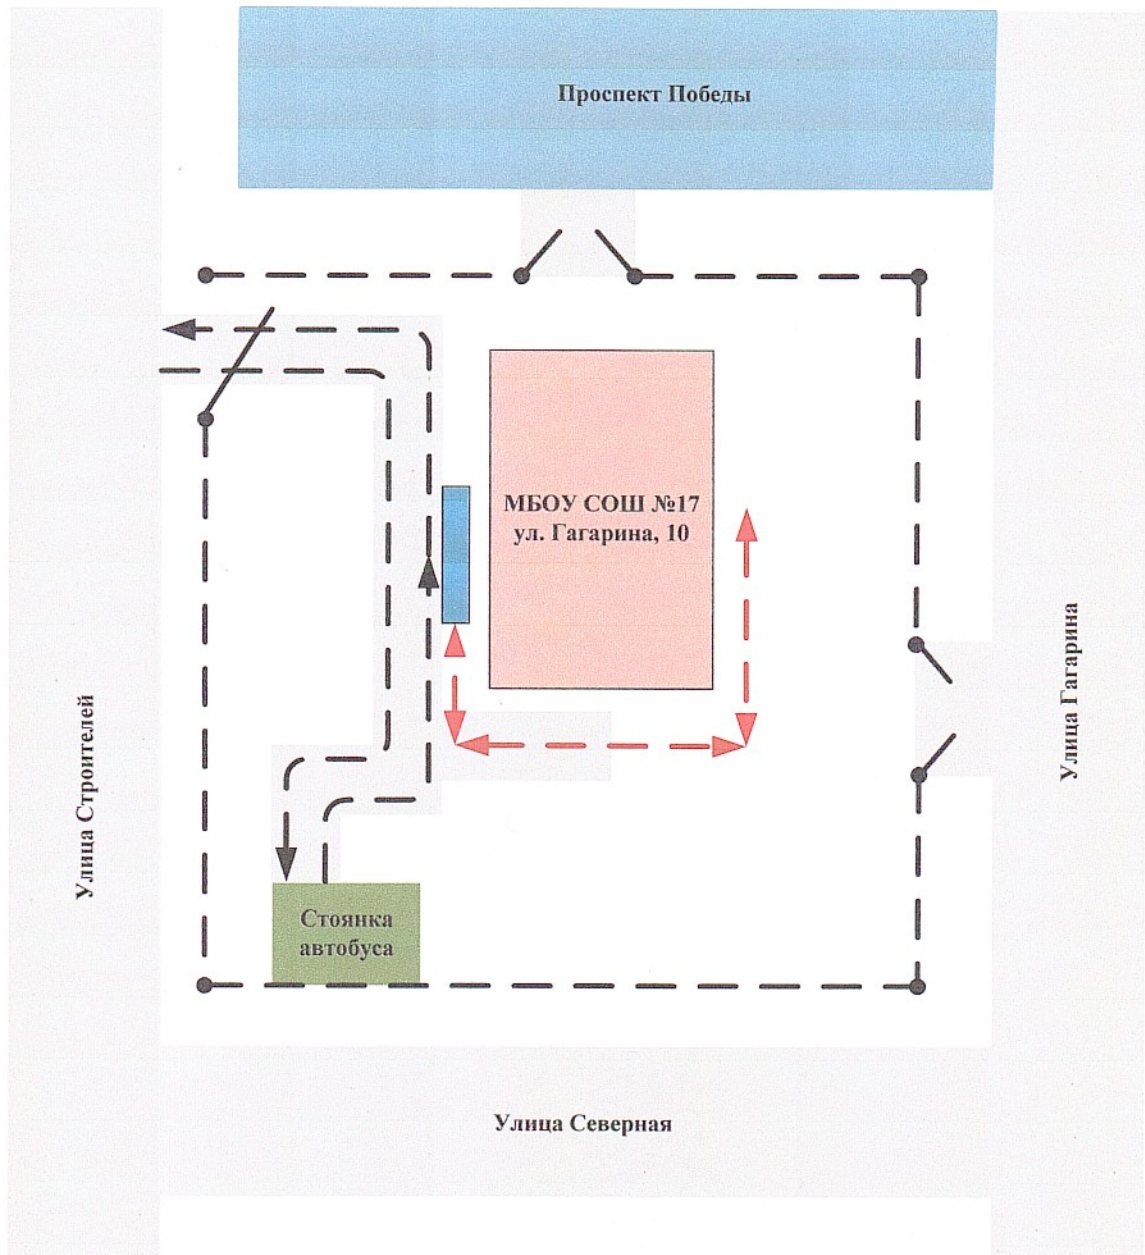 Проспект Победы
МБОУ СОШ №17
ул. Гагарина, 10
Улица Строителей
Улица Гагарина
Стоянка
автобуса
Улица Северная